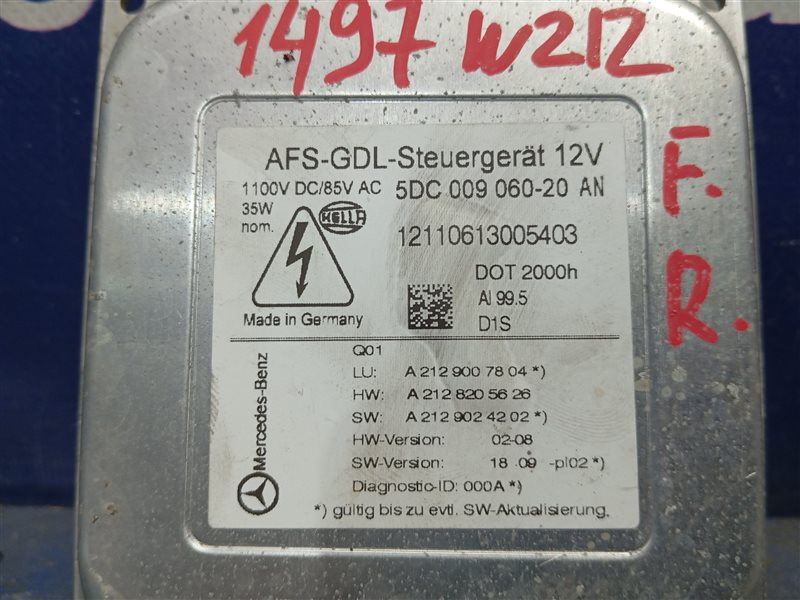 1497 W212
F.
R.
AFS-GDL-Steuergerät 12V
1100V DC/85V AC 5DC 009 060-20 AN
35W
nom.
HELLA
12110613005403
DOT 2000h
Al 99.5
D1S
Made in Germany
Mercedes-Benz
Q01
LU: A 212 900 78 04 *)
HW: A 212 820 56 26
SW: A 212 902 42 02 *)
HW-Version: 02-08
SW-Version: 18 09 -pl02 *)
Diagnostic-ID: 000A *)
*) gültig bis zu evtl. SW-Aktualisierung.